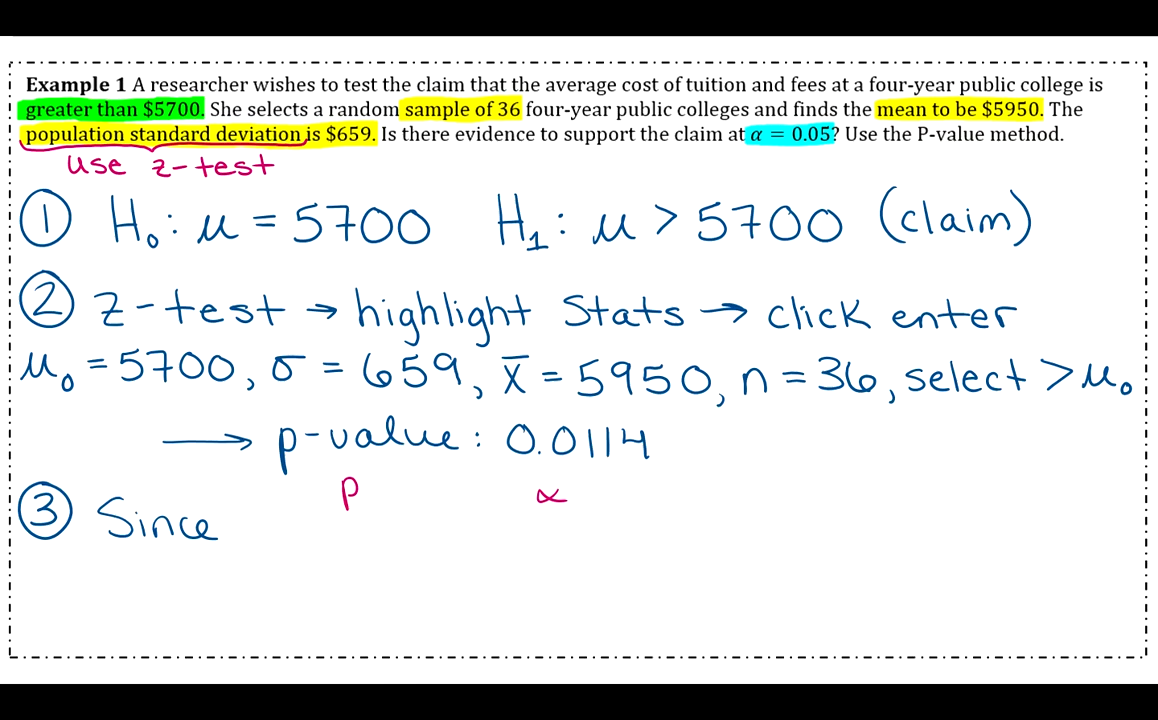 Example 1 A researcher wishes to test the claim that the average cost of tuition and fees at a four-year public college is
greater than $5700. She selects a random sample of 36 four-year public colleges and finds the mean to be $5950. The
population standard deviation is $659. Is there evidence to support the claim at α = 0.05? Use the P-value method.
use z-test
① H₀: μ = 5700 H₁: μ > 5700 (claim)
② z-test → highlight Stats → click enter
μ₀ = 5700, σ = 659, x̄ = 5950, n = 36, select > μ₀
→ p-value: 0.0114
p α
③ Since